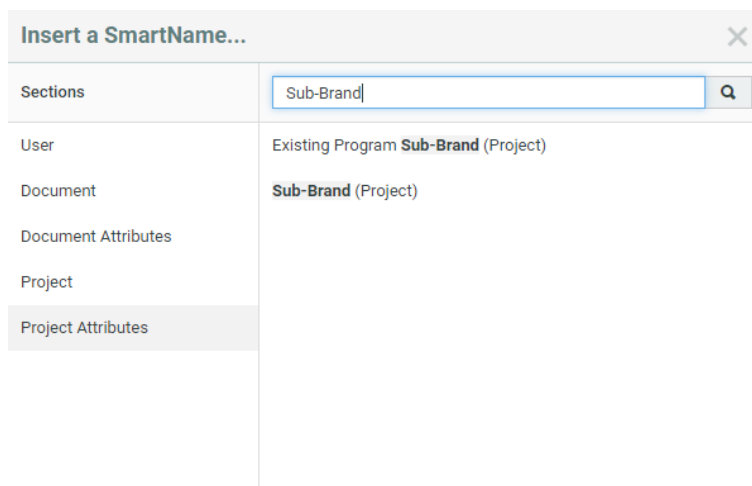 Insert a SmartName...
Sections
Sub-Brand
User
Existing Program Sub-Brand (Project)
Document
Sub-Brand (Project)
Document Attributes
Project
Project Attributes